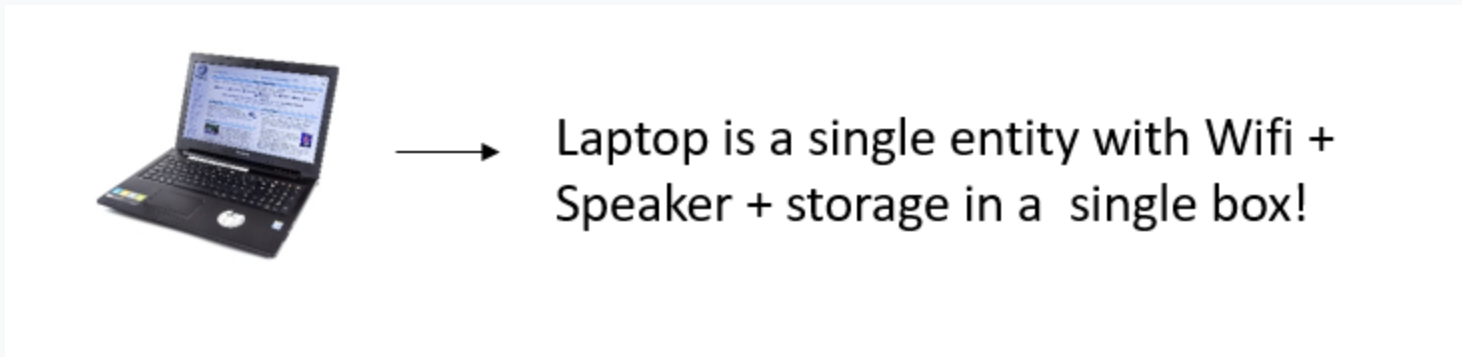 Laptop is a single entity with Wifi +
Speaker + storage in a  single box!